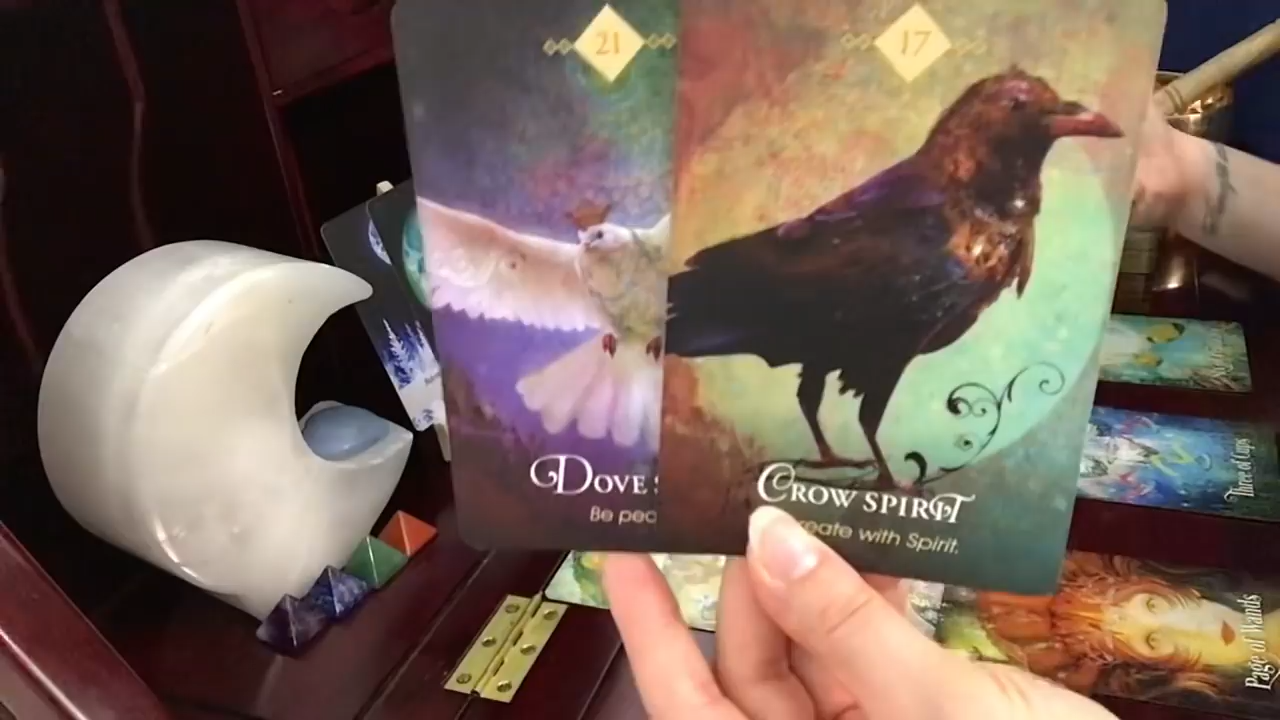 21
17
DOVE
Be pea
CROW SPIRIT
reate with Spirit.
Three of Cups
Page of Wands